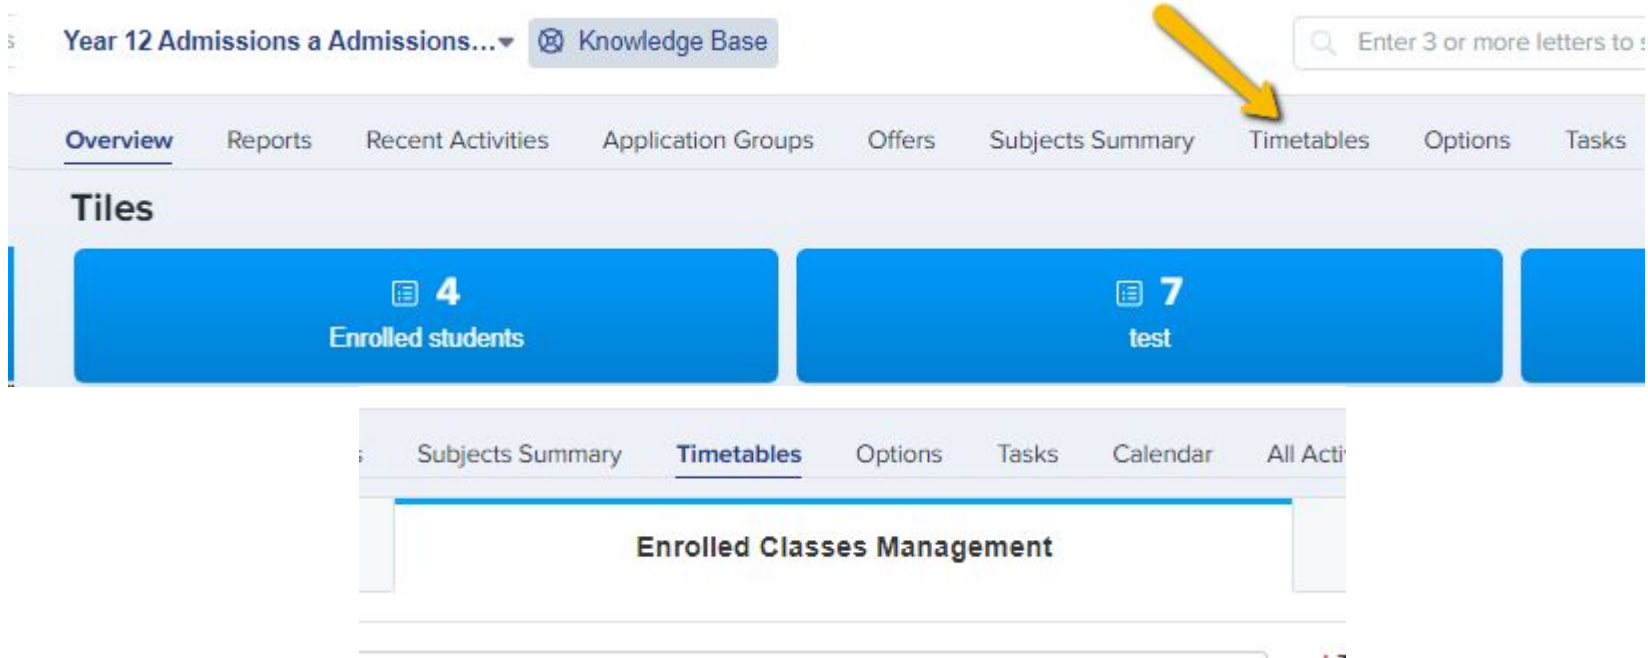 Year 12 Admissions a Admissions... Knowledge Base Enter 3 or more letters to
Overview Reports Recent Activities Application Groups Offers Subjects Summary Timetables Options Tasks
Tiles
4 7
Enrolled students test
Subjects Summary Timetables Options Tasks Calendar All
Enrolled Classes Management